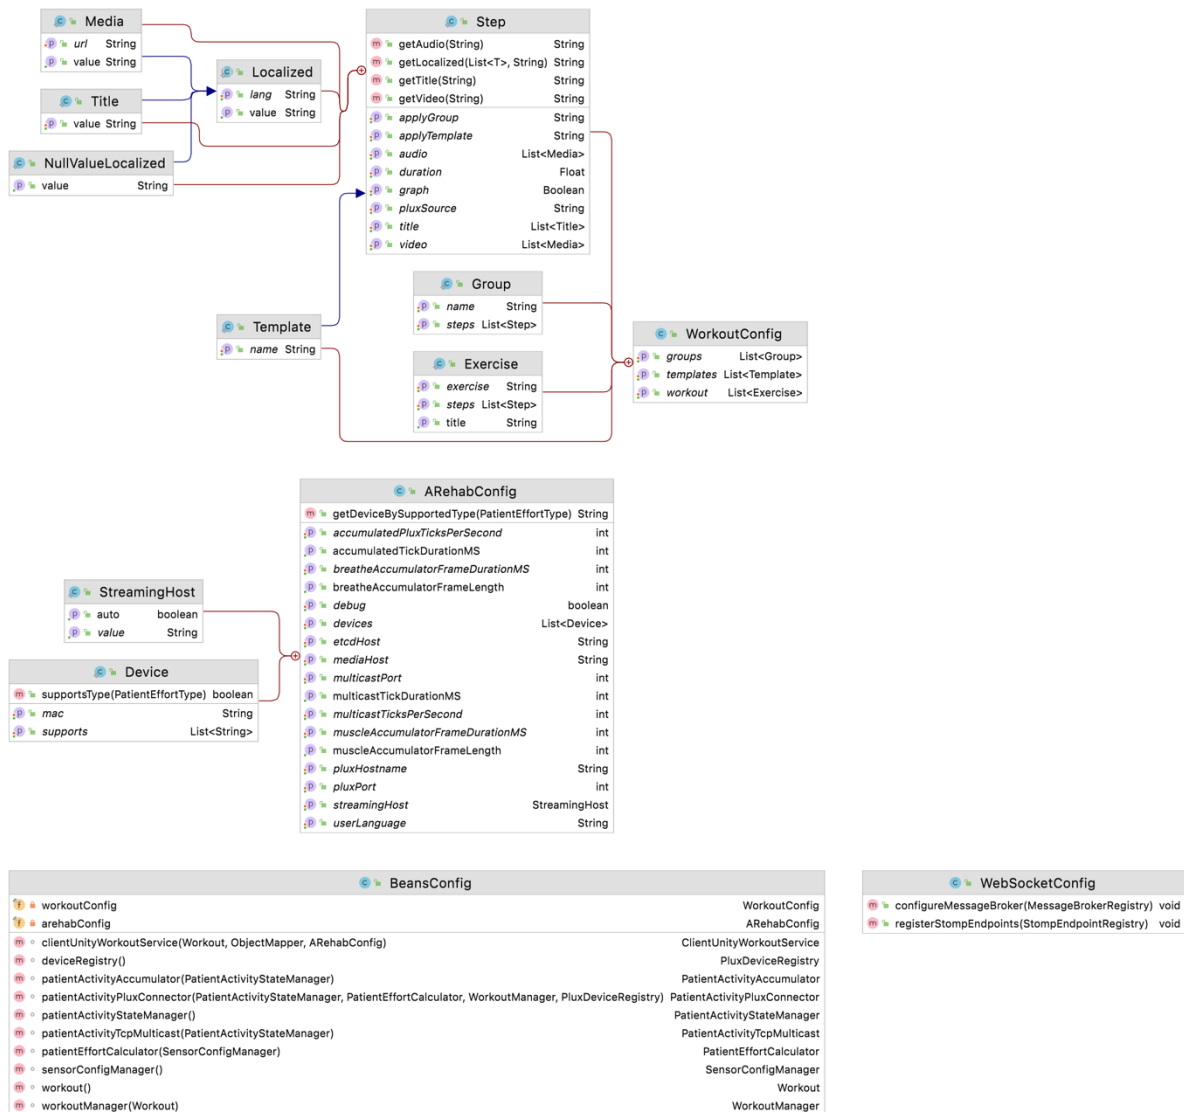 Media
url String
value String
Title
value String
NullValueLocalized
value String
Localized
lang String
value String
Step
getAudio(String) String
getLocalized(List<T>, String) String
getTitle(String) String
getVideo(String) String
applyGroup String
applyTemplate String
audio List<Media>
duration Float
graph Boolean
pluxSource String
title List<Title>
video List<Media>
Group
name String
steps List<Step>
Template
name String
Exercise
exercise String
steps List<Step>
title String
WorkoutConfig
groups List<Group>
templates List<Template>
workout List<Exercise>
ARehabConfig
getDeviceBySupportedType(PatientEffortType) String
accumulatedPluxTicksPerSecond int
accumulatedTickDurationMS int
breatheAccumulatorFrameDurationMS int
breatheAccumulatorFrameLength int
debug boolean
devices List<Device>
etcdHost String
mediaHost String
multicastPort int
multicastTickDurationMS int
multicastTicksPerSecond int
muscleAccumulatorFrameDurationMS int
muscleAccumulatorFrameLength int
pluxHostname String
pluxPort int
streamingHost StreamingHost
userLanguage String
StreamingHost
auto boolean
value String
Device
supportsType(PatientEffortType) boolean
mac String
supports List<String>
BeansConfig
workoutConfig WorkoutConfig
arehabConfig ARehabConfig
clientUnityWorkoutService(Workout, ObjectMapper, ARehabConfig) ClientUnityWorkoutService
deviceRegistry() PluxDeviceRegistry
patientActivityAccumulator(PatientActivityStateManager) PatientActivityAccumulator
patientActivityPluxConnector(PatientActivityStateManager, PatientEffortCalculator, WorkoutManager, PluxDeviceRegistry) PatientActivityPluxConnector
patientActivityStateManager() PatientActivityStateManager
patientActivityTcpMulticast(PatientActivityStateManager) PatientActivityTcpMulticast
patientEffortCalculator(SensorConfigManager) PatientEffortCalculator
sensorConfigManager() SensorConfigManager
workout() Workout
workoutManager(Workout) WorkoutManager
WebSocketConfig
configureMessageBroker(MessageBrokerRegistry) void
registerStompEndpoints(StompEndpointRegistry) void